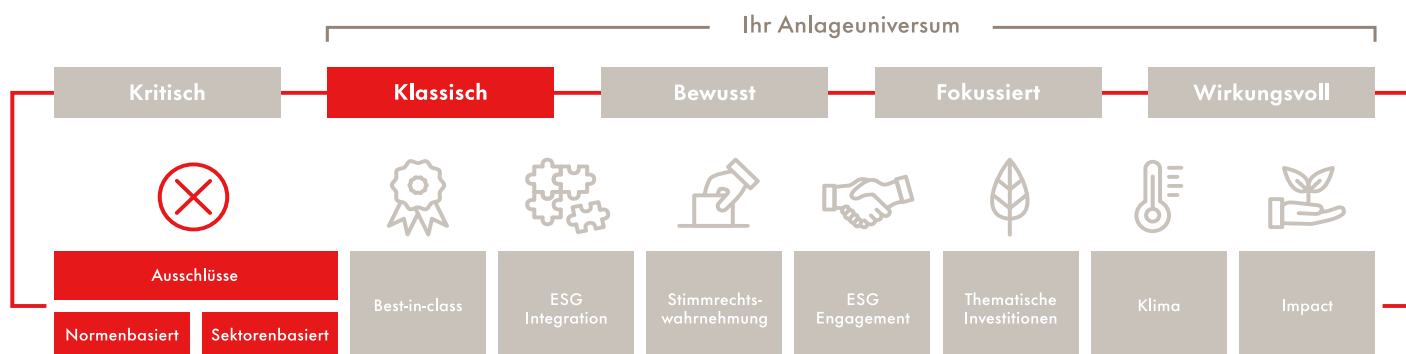 Ihr Anlageuniversum
Kritisch
Klassisch
Bewusst
Fokussiert
Wirkungsvoll
Ausschlüsse
Normenbasiert
Sektorenbasiert
Best-in-class
ESG
Integration
Stimmrechts-
wahrnehmung
ESG
Engagement
Thematische
Investitionen
Klima
Impact